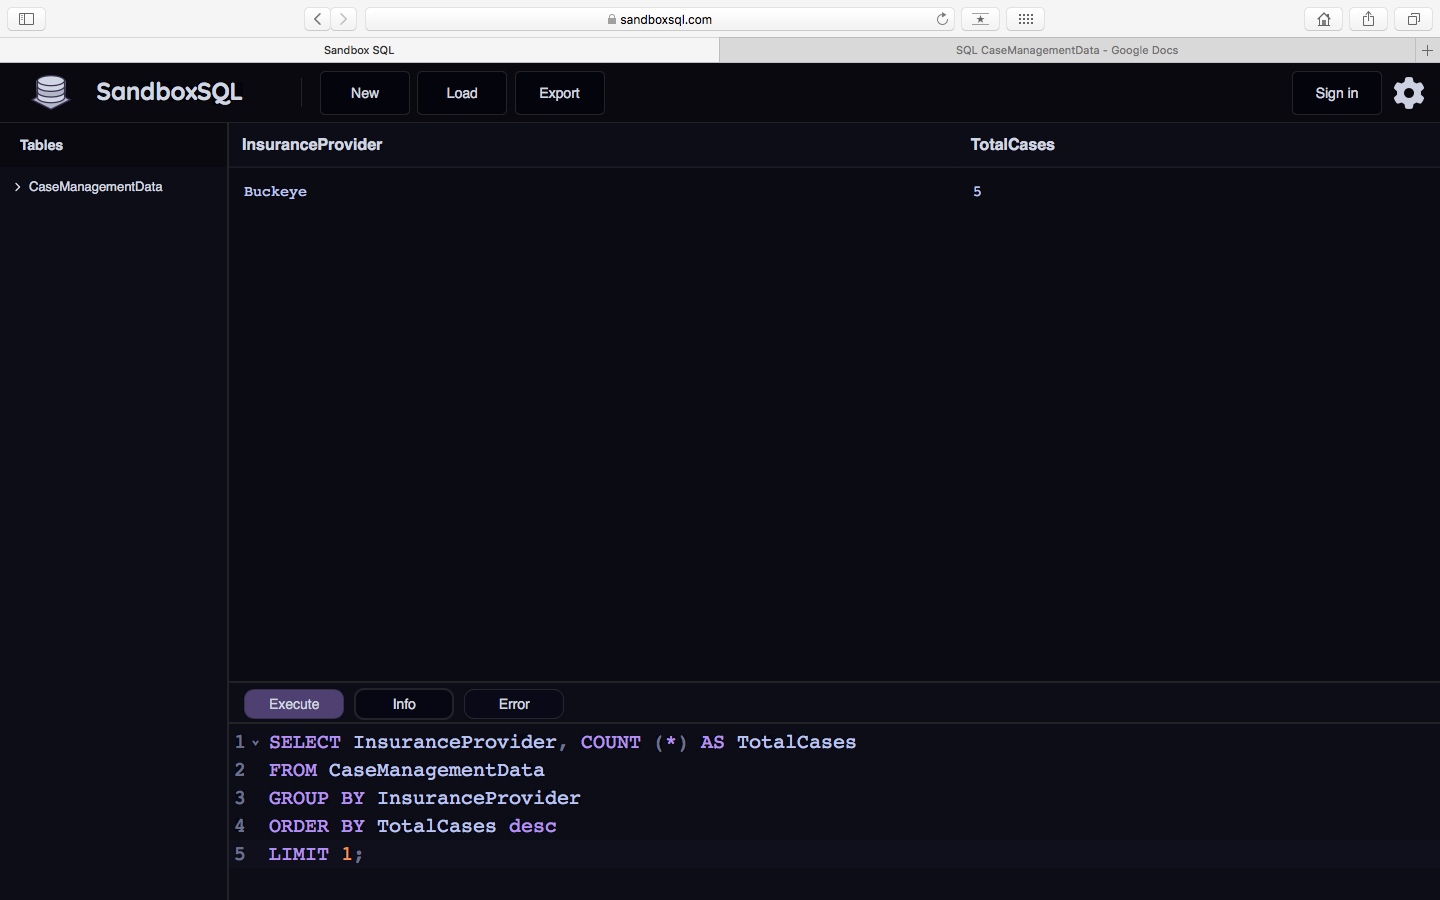 sandboxsql.com
Sandbox SQL
SQL CaseManagementData - Google Docs
SandboxSQL
New
Load
Export
Sign in
Tables
CaseManagementData
InsuranceProvider
TotalCases
Buckeye
5
Execute
Info
Error
1 SELECT InsuranceProvider, COUNT (*) AS TotalCases
2 FROM CaseManagementData
3 GROUP BY InsuranceProvider
4 ORDER BY TotalCases desc
5 LIMIT 1;